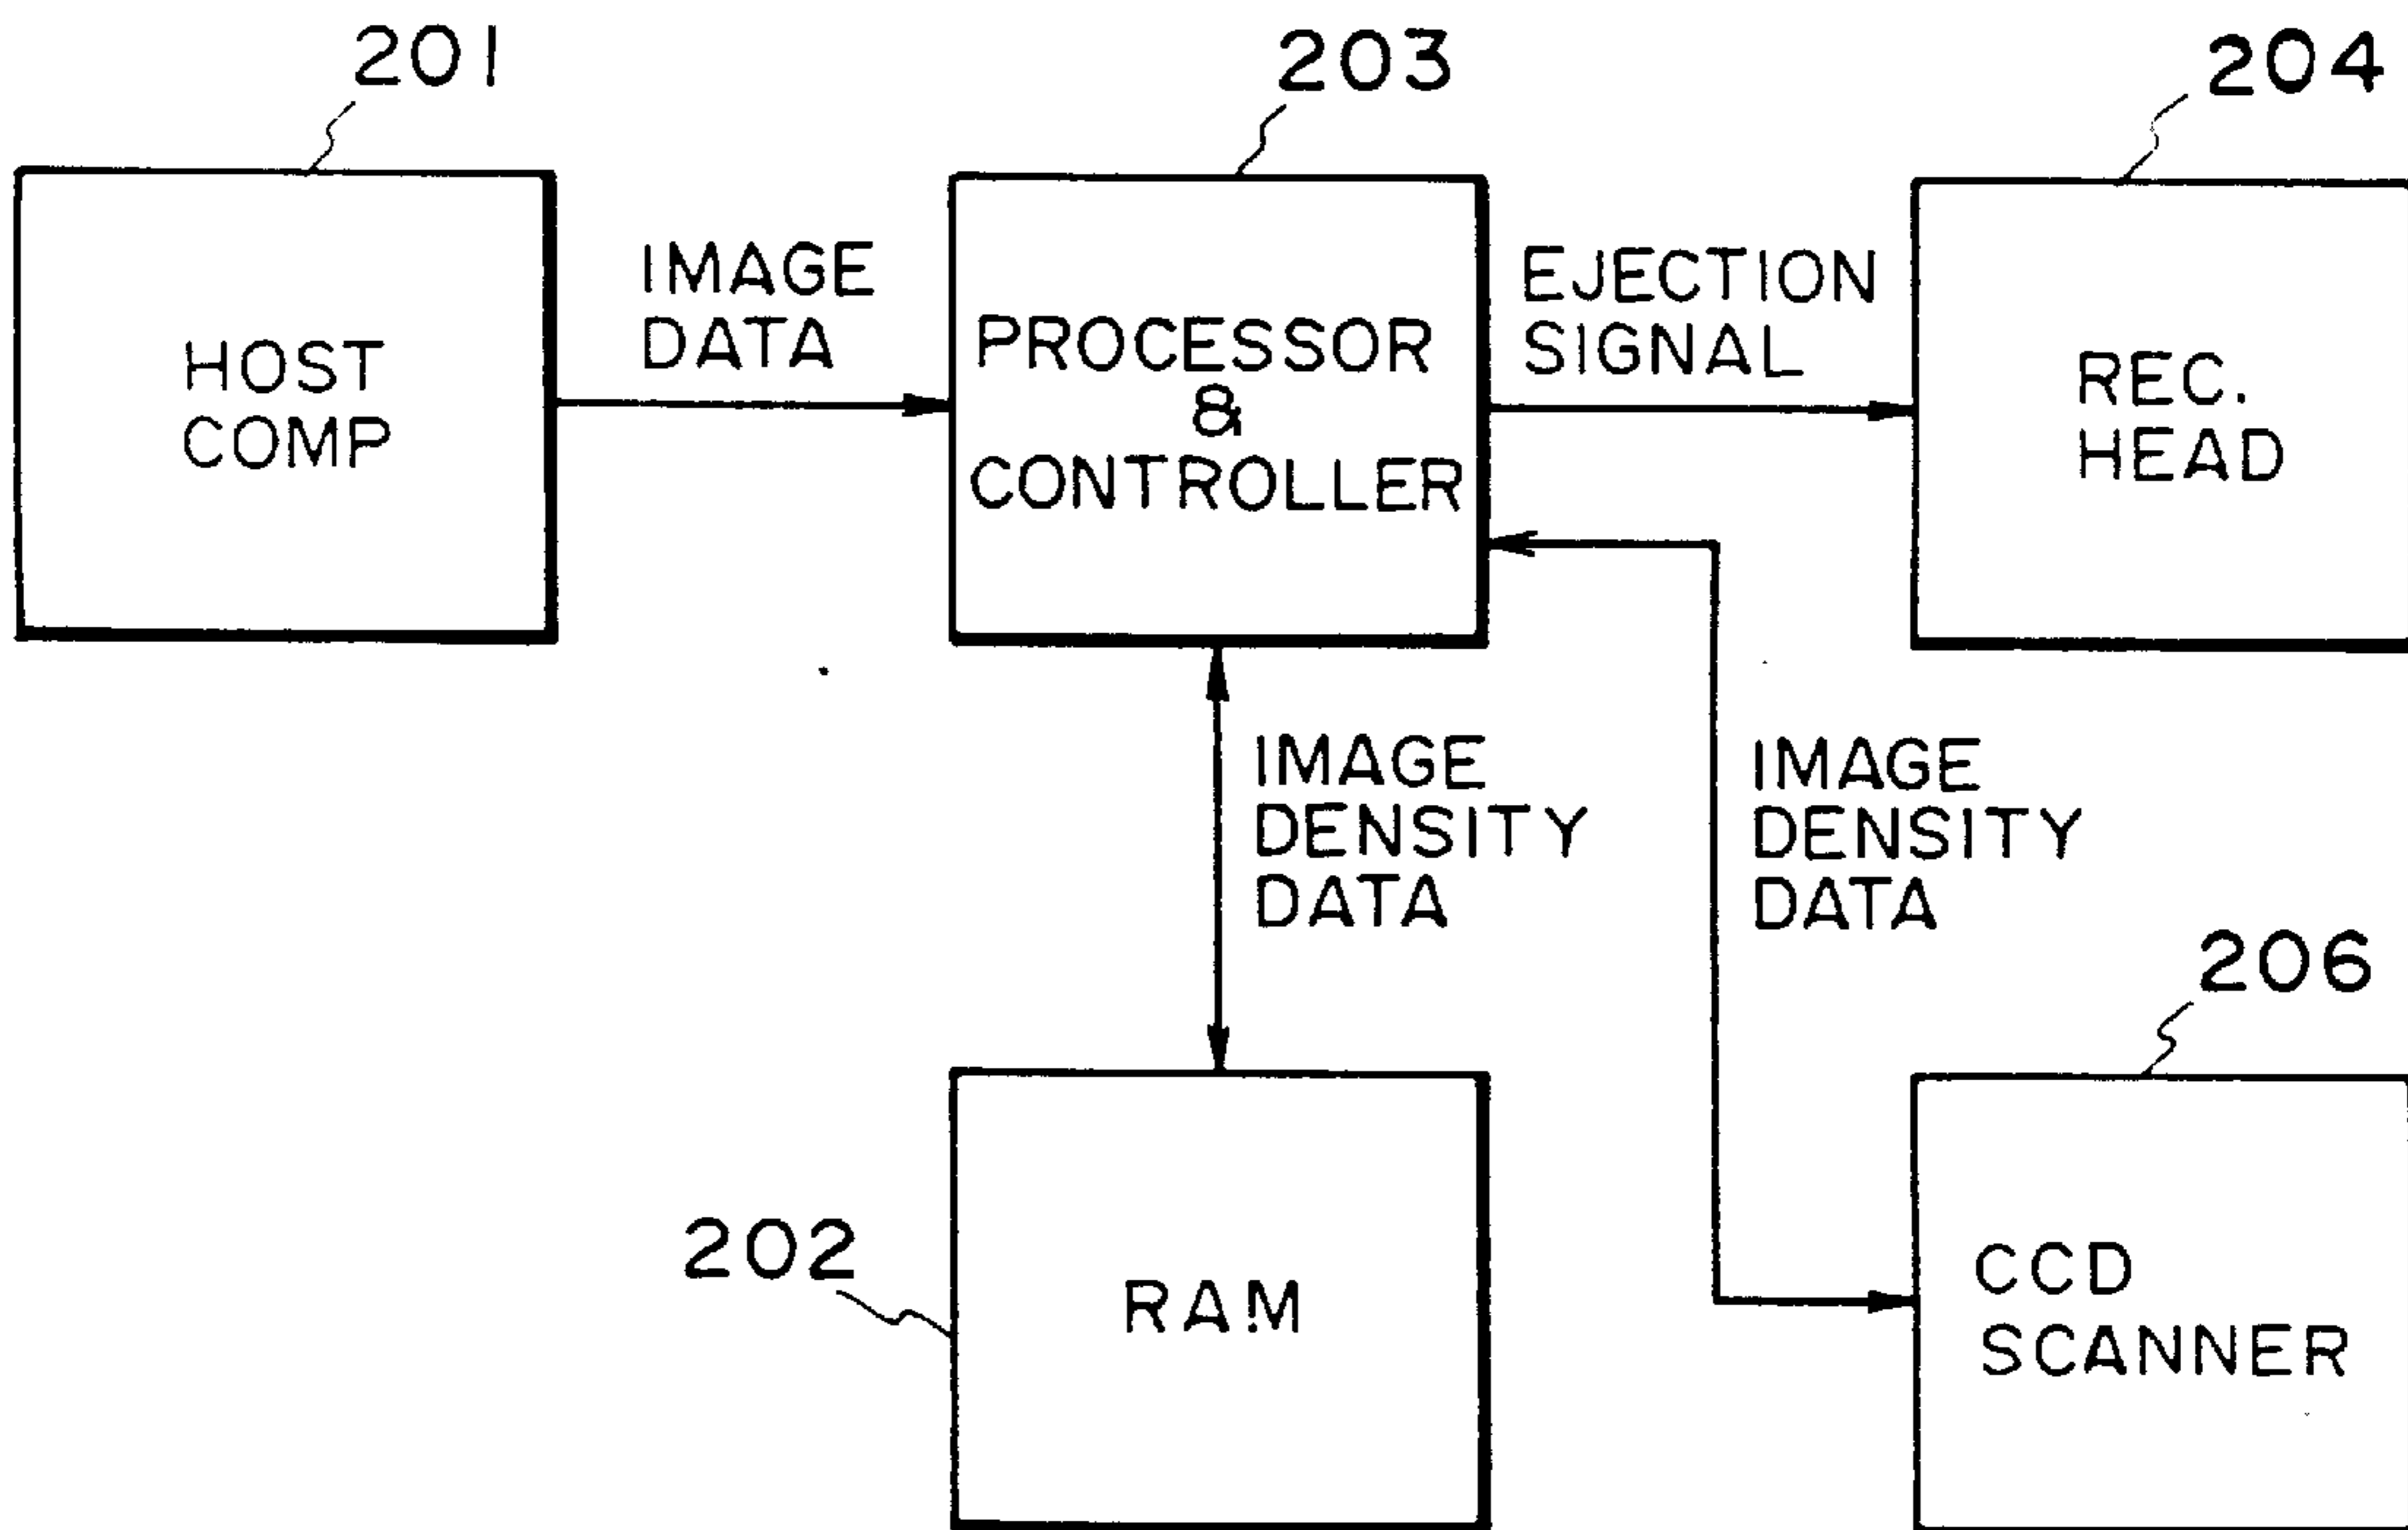 201
203
204
HOST
COMP
IMAGE
DATA
PROCESSOR
&
CONTROLLER
EJECTION
SIGNAL
REC.
HEAD
IMAGE
DENSITY
DATA
IMAGE
DENSITY
DATA
206
202
RAM
CCD
SCANNER